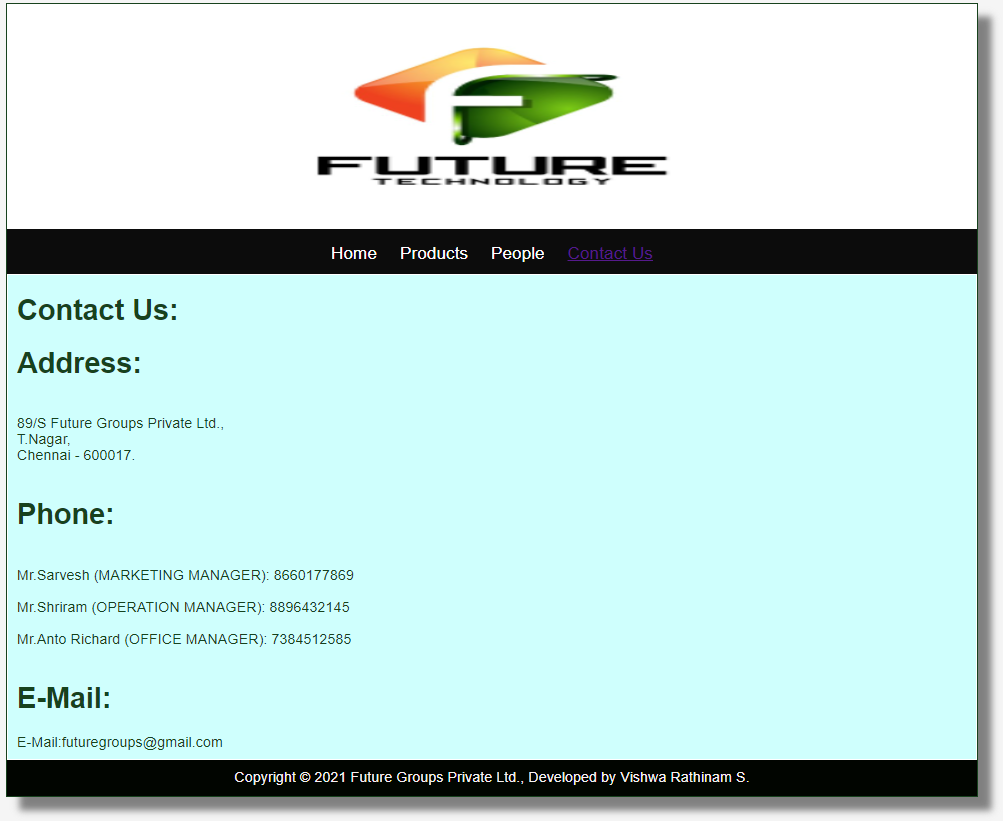 FUTURE
TECHNOLOGY
Home Products People Contact Us
Contact Us:
Address:
89/S Future Groups Private Ltd.,
T.Nagar,
Chennai - 600017.
Phone:
Mr.Sarvesh (MARKETING MANAGER): 8660177869
Mr.Shriram (OPERATION MANAGER): 8896432145
Mr.Anto Richard (OFFICE MANAGER): 7384512585
E-Mail:
E-Mail:futuregroups@gmail.com
Copyright © 2021 Future Groups Private Ltd., Developed by Vishwa Rathinam S.